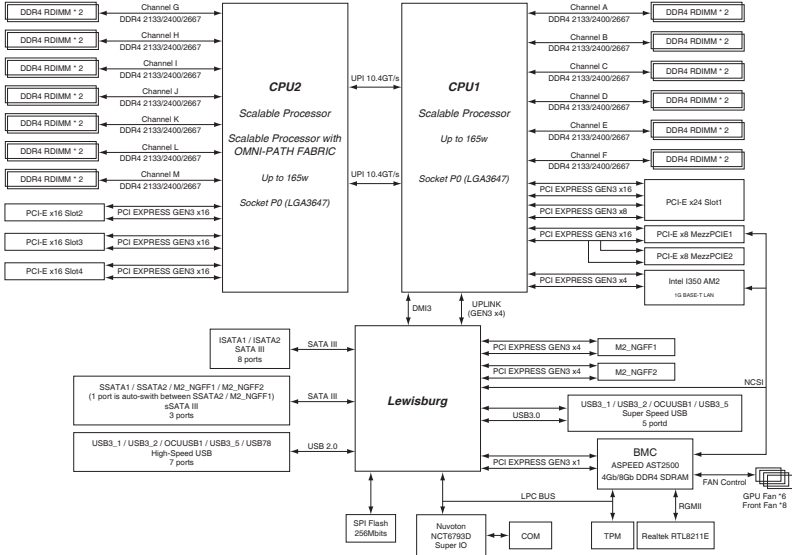 DDR4 RDIMM * 2
Channel G
DDR4 2133/2400/2667
DDR4 RDIMM * 2
Channel H
DDR4 2133/2400/2667
DDR4 RDIMM * 2
Channel I
DDR4 2133/2400/2667
DDR4 RDIMM * 2
Channel J
DDR4 2133/2400/2667
DDR4 RDIMM * 2
Channel K
DDR4 2133/2400/2667
DDR4 RDIMM * 2
Channel L
DDR4 2133/2400/2667
DDR4 RDIMM * 2
Channel M
DDR4 2133/2400/2667
PCI-E x16 Slot2
PCI EXPRESS GEN3 x16
PCI-E x16 Slot3
PCI EXPRESS GEN3 x16
PCI-E x16 Slot4
PCI EXPRESS GEN3 x16
CPU2
Scalable Processor
Scalable Processor with
OMNI-PATH FABRIC
Up to 165w
Socket P0 (LGA3647)
UPI 10.4GT/s
UPI 10.4GT/s
CPU1
Scalable Processor
Up to 165w
Socket P0 (LGA3647)
Channel A
DDR4 2133/2400/2667
DDR4 RDIMM * 2
Channel B
DDR4 2133/2400/2667
DDR4 RDIMM * 2
Channel C
DDR4 2133/2400/2667
DDR4 RDIMM * 2
Channel D
DDR4 2133/2400/2667
DDR4 RDIMM * 2
Channel E
DDR4 2133/2400/2667
DDR4 RDIMM * 2
Channel F
DDR4 2133/2400/2667
DDR4 RDIMM * 2
PCI EXPRESS GEN3 x16
PCI EXPRESS GEN3 x8
PCI-E x24 Slot1
PCI EXPRESS GEN3 x16
PCI-E x8 MezzPCIE1
PCI-E x8 MezzPCIE2
PCI EXPRESS GEN3 x4
Intel I350 AM2
1G BASE-T LAN
DMI3
UPLINK
(GEN3 x4)
ISATA1 / ISATA2
SATA III
8 ports
SATA III
SSATA1 / SSATA2 / M2_NGFF1 / M2_NGFF2
(1 port is auto-swith between SSATA2 / M2_NGFF1)
sSATA III
3 ports
SATA III
USB3_1 / USB3_2 / OCUUSB1 / USB3_5 / USB78
High-Speed USB
7 ports
USB 2.0
Lewisburg
PCI EXPRESS GEN3 x4
M2_NGFF1
PCI EXPRESS GEN3 x4
M2_NGFF2
NCSI
USB3.0
USB3_1 / USB3_2 / OCUUSB1 / USB3_5
Super Speed USB
5 portd
PCI EXPRESS GEN3 x1
BMC
ASPEED AST2500
4Gb/8Gb DDR4 SDRAM
FAN Control
GPU Fan *6
Front Fan *8
LPC BUS
RGMII
SPI Flash
256Mbits
Nuvoton
NCT6793D
Super IO
COM
TPM
Realtek RTL8211E